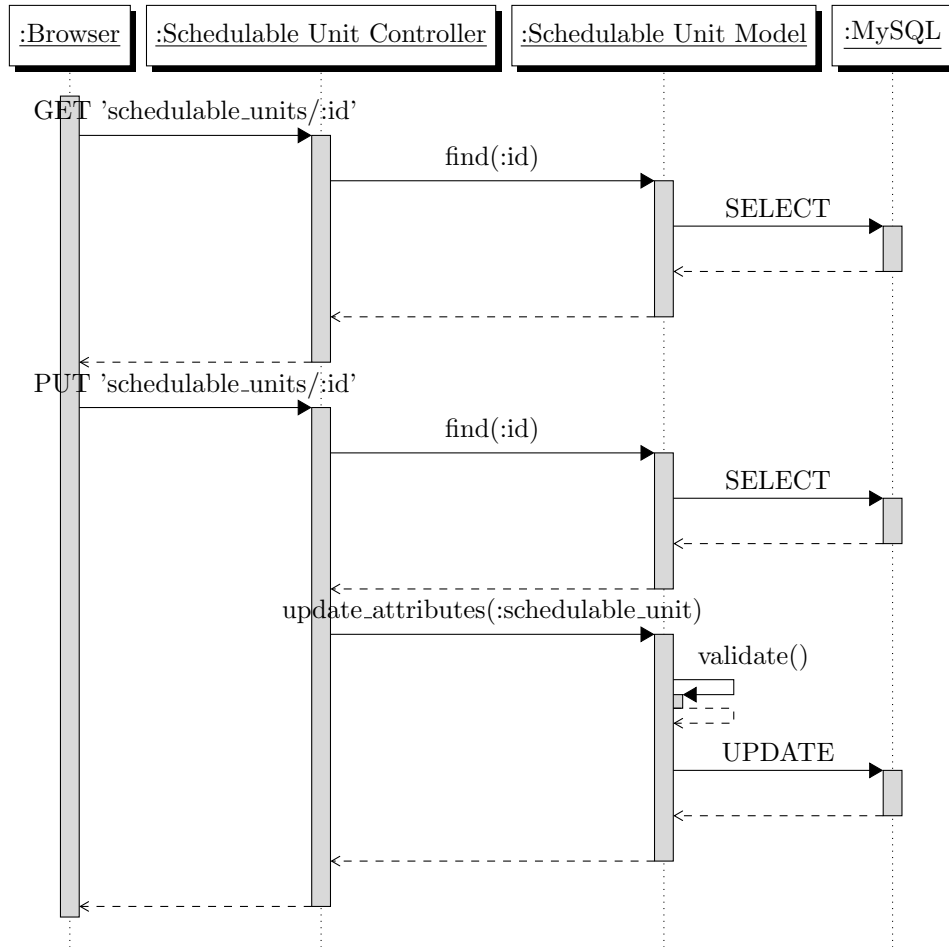 :Browser
:Schedulable Unit Controller
:Schedulable Unit Model
:MySQL
GET ’schedulable_units/:id’
find(:id)
SELECT
PUT ’schedulable_units/:id’
find(:id)
SELECT
update_attributes(:schedulable_unit)
validate()
UPDATE